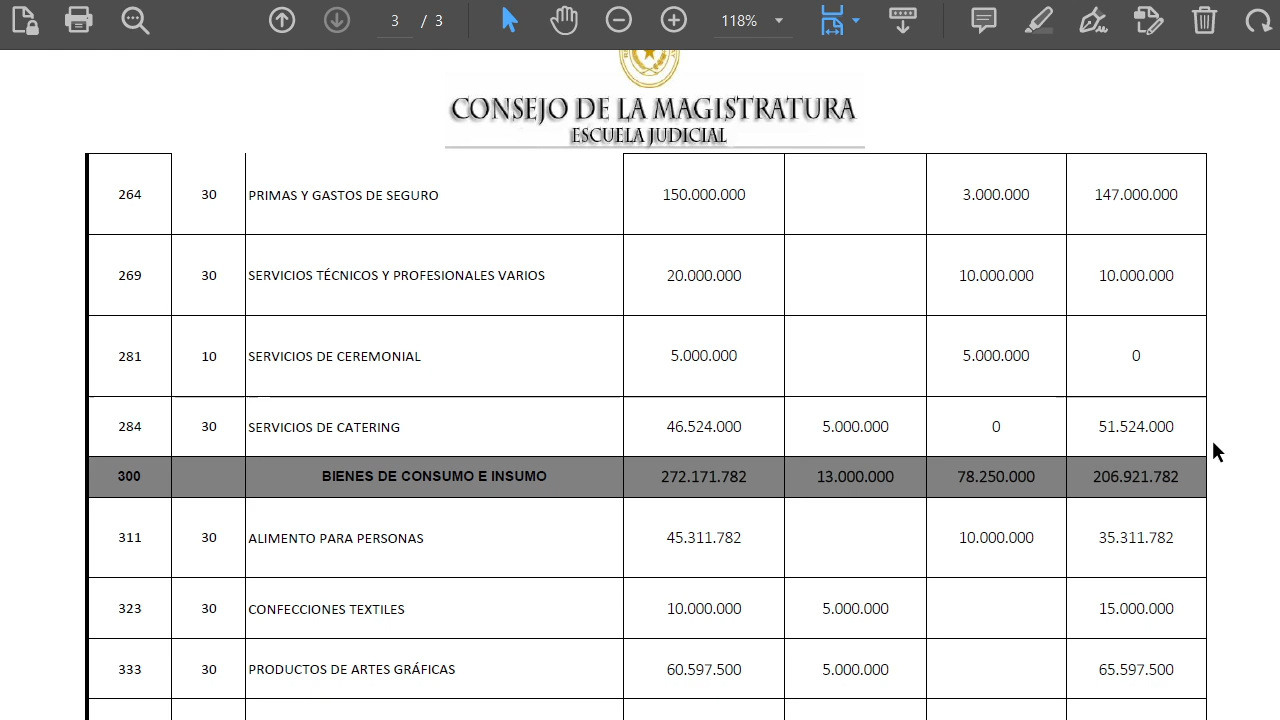 3 / 3 118%
CONSEJO DE LA MAGISTRATURA
ESCUELA JUDICIAL
264 30 PRIMAS Y GASTOS DE SEGURO 150.000.000 3.000.000 147.000.000
269 30 SERVICIOS TÉCNICOS Y PROFESIONALES VARIOS 20.000.000 10.000.000 10.000.000
281 10 SERVICIOS DE CEREMONIAL 5.000.000 5.000.000 0
284 30 SERVICIOS DE CATERING 46.524.000 5.000.000 0 51.524.000
300 BIENES DE CONSUMO E INSUMO 272.171.782 13.000.000 78.250.000 206.921.782
311 30 ALIMENTO PARA PERSONAS 45.311.782 10.000.000 35.311.782
323 30 CONFECCIONES TEXTILES 10.000.000 5.000.000 15.000.000
333 30 PRODUCTOS DE ARTES GRÁFICAS 60.597.500 5.000.000 65.597.500